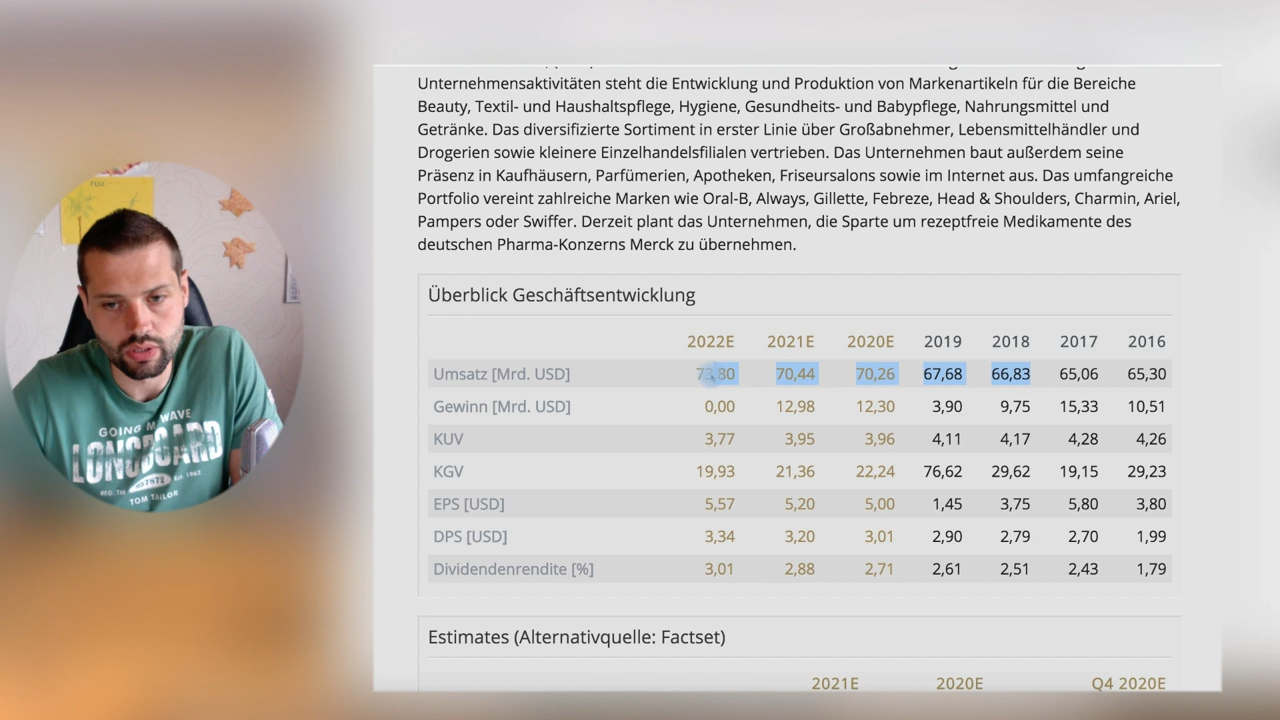 Unternehmensaktivitäten steht die Entwicklung und Produktion von Markenartikeln für die Bereiche
Beauty, Textil- und Haushaltspflege, Hygiene, Gesundheits- und Babypflege, Nahrungsmittel und
Getränke. Das diversifizierte Sortiment in erster Linie über Großabnehmer, Lebensmittelhändler und
Drogerien sowie kleinere Einzelhandelsfilialen vertrieben. Das Unternehmen baut außerdem seine
Präsenz in Kaufhäusern, Parfümerien, Apotheken, Friseursalons sowie im Internet aus. Das umfangreiche
Portfolio vereint zahlreiche Marken wie Oral-B, Always, Gillette, Febreze, Head & Shoulders, Charmin, Ariel,
Pampers oder Swiffer. Derzeit plant das Unternehmen, die Sparte um rezeptfreie Medikamente des
deutschen Pharma-Konzerns Merck zu übernehmen.
Überblick Geschäftsentwicklung
2022E 2021E 2020E 2019 2018 2017 2016
Umsatz [Mrd. USD] 73,80 70,44 70,26 67,68 66,83 65,06 65,30
Gewinn [Mrd. USD] 0,00 12,98 12,30 3,90 9,75 15,33 10,51
KUV 3,77 3,95 3,96 4,11 4,17 4,28 4,26
KGV 19,93 21,36 22,24 76,62 29,62 19,15 29,23
EPS [USD] 5,57 5,20 5,00 1,45 3,75 5,80 3,80
DPS [USD] 3,34 3,20 3,01 2,90 2,79 2,70 1,99
Dividendenrendite [%] 3,01 2,88 2,71 2,61 2,51 2,43 1,79
Estimates (Alternativquelle: Factset)
2021E 2020E Q4 2020E
GOING M WAVE
LONGBOARD
REG. TM
Est. 1962
TOM TAILOR